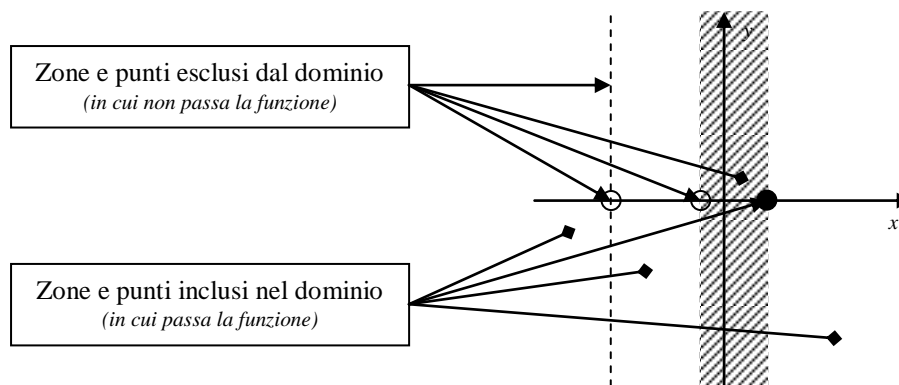 Zone e punti esclusi dal dominio
(in cui non passa la funzione)
y
x
Zone e punti inclusi nel dominio
(in cui passa la funzione)